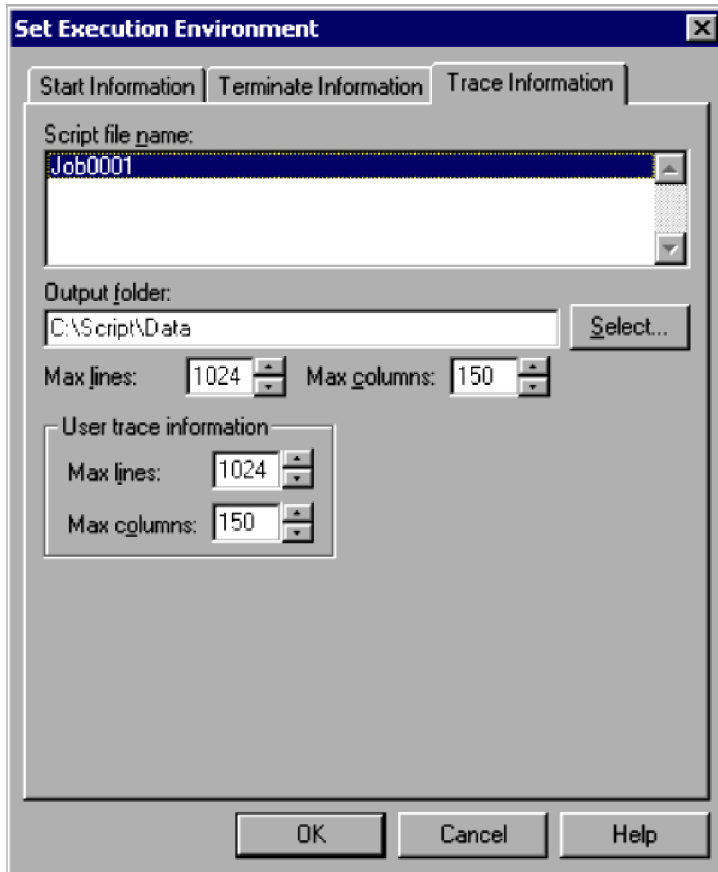 Set Execution Environment
Start Information Terminate Information Trace Information
Script file name:
Job0001
Output folder:
C:\Script\Data Select...
Max lines: 1024 Max columns: 150
User trace information
Max lines: 1024
Max columns: 150
OK Cancel Help